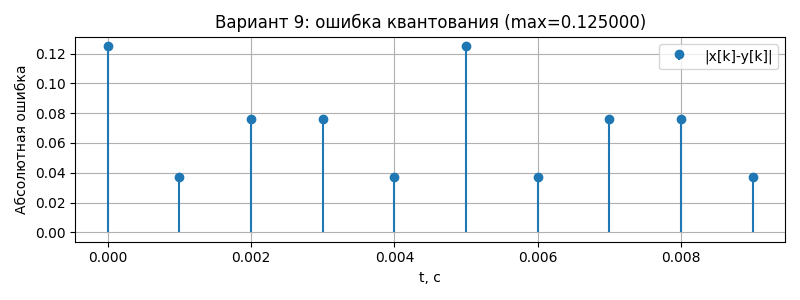 Вариант 9: ошибка квантования (max=0.125000)
|x[k]-y[k]|
Абсолютная ошибка
0.12
0.10
0.08
0.06
0.04
0.02
0.00
0.000 0.002 0.004 0.006 0.008
t, с